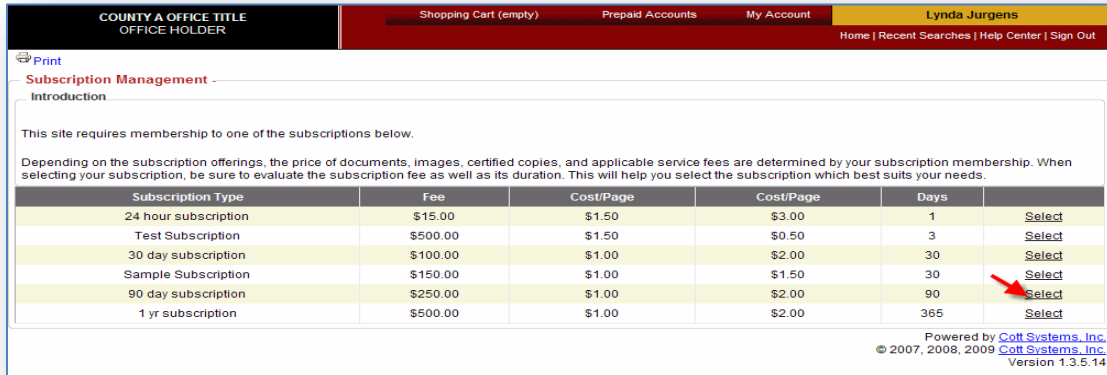 COUNTY A OFFICE TITLE
OFFICE HOLDER
Shopping Cart (empty) Prepaid Accounts My Account Lynda Jurgens
Home | Recent Searches | Help Center | Sign Out
Print
Subscription Management -
Introduction
This site requires membership to one of the subscriptions below.
Depending on the subscription offerings, the price of documents, images, certified copies, and applicable service fees are determined by your subscription membership. When
selecting your subscription, be sure to evaluate the subscription fee as well as its duration. This will help you select the subscription which best suits your needs.
Subscription Type Fee Cost/Page Cost/Page Days
24 hour subscription $15.00 $1.50 $3.00 1 Select
Test Subscription $500.00 $1.50 $0.50 3 Select
30 day subscription $100.00 $1.00 $2.00 30 Select
Sample Subscription $150.00 $1.00 $1.50 30 Select
90 day subscription $250.00 $1.00 $2.00 90 Select
1 yr subscription $500.00 $1.00 $2.00 365 Select
Powered by Cott Systems, Inc.
© 2007, 2008, 2009 Cott Systems, Inc.
Version 1.3.5.14